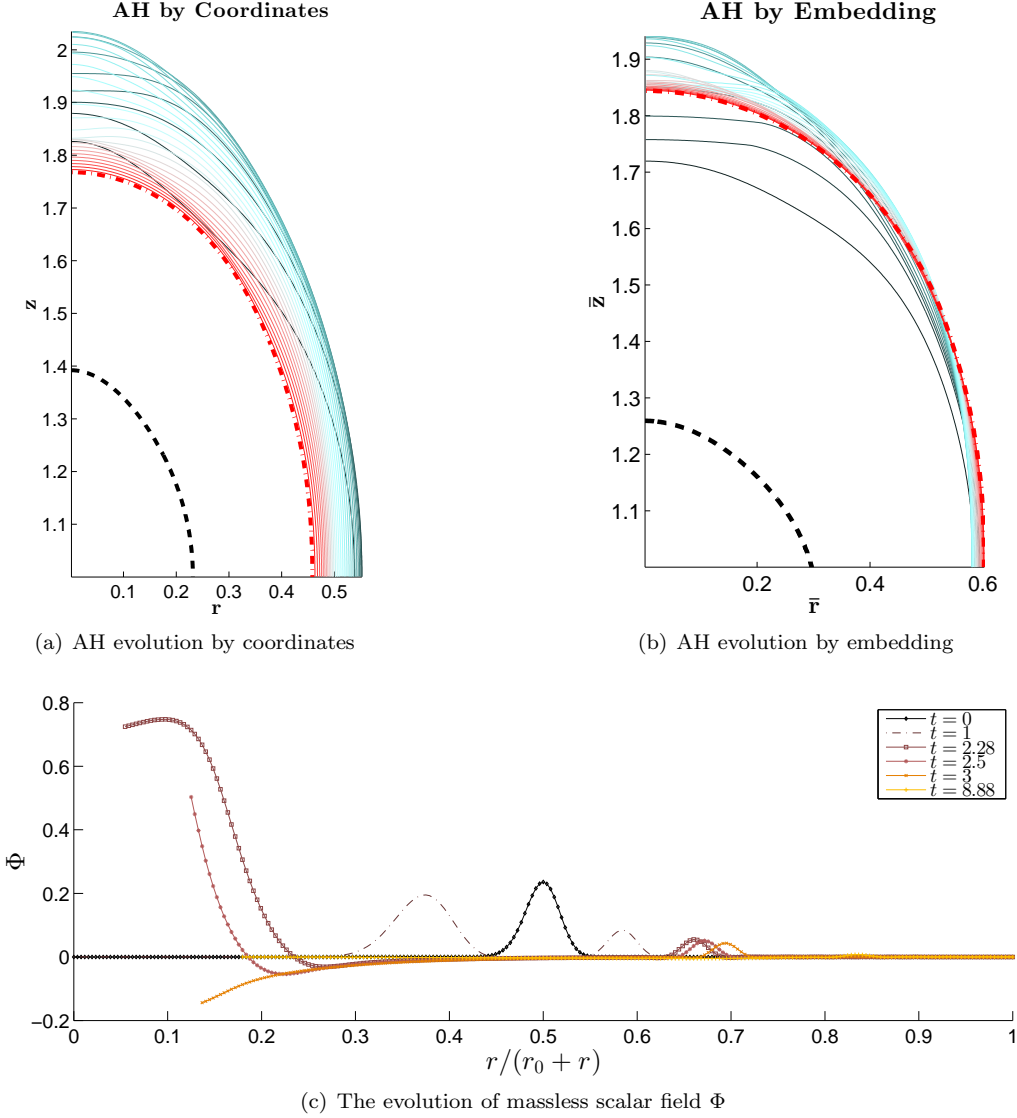 AH by Coordinates
AH by Embedding
2
1.9
1.8
1.7
1.6
1.5
1.4
1.3
1.2
1.1
z
0.1 0.2 0.3 0.4 0.5
r
1.9
1.8
1.7
1.6
1.5
1.4
1.3
1.2
1.1
z̄
0.2 0.4 0.6
r̄
(a) AH evolution by coordinates
(b) AH evolution by embedding
0.8
0.6
0.4
0.2
0
−0.2
Φ
t = 0
t = 1
t = 2.28
t = 2.5
t = 3
t = 8.88
0 0.1 0.2 0.3 0.4 0.5 0.6 0.7 0.8 0.9 1
r/(r₀ + r)
(c) The evolution of massless scalar field Φ